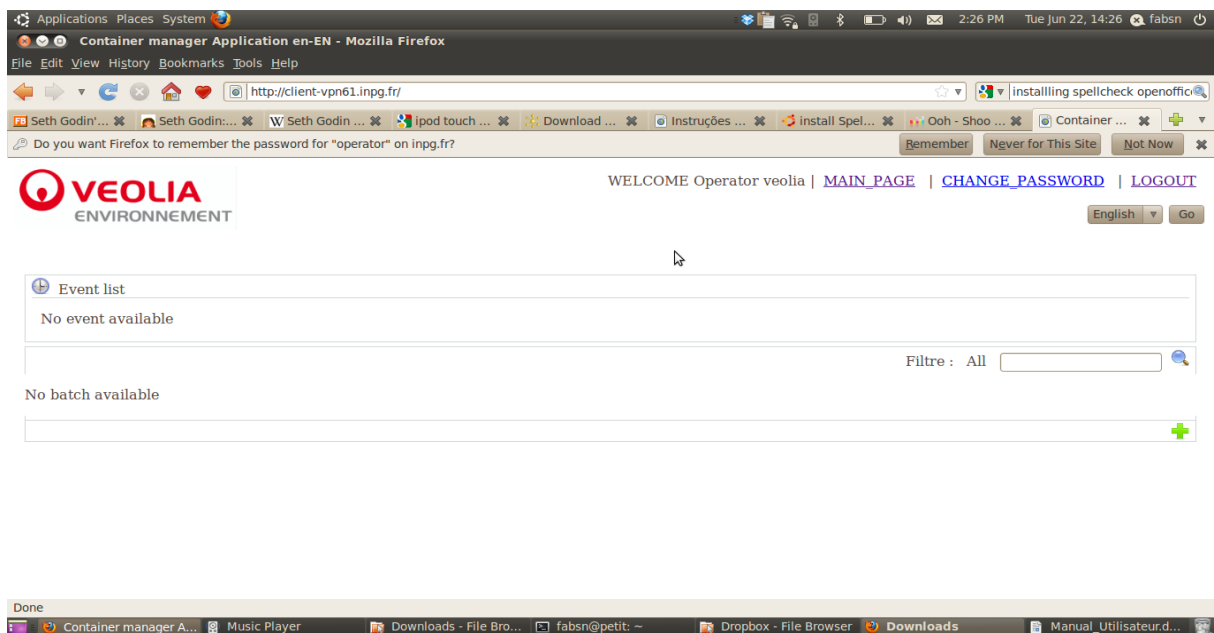 Applications Places System 2:26 PM Tue Jun 22, 14:26 fabsn
Container manager Application en-EN - Mozilla Firefox
File Edit View History Bookmarks Tools Help
http://client-vpn61.inpg.fr/ installling spellcheck openoffic
Seth Godin'... Seth Godin:... Seth Godin ... ipod touch ... Download ... Instruções ... install Spel... Ooh - Shoo ... Container ...
Do you want Firefox to remember the password for "operator" on inpg.fr? Remember Never for This Site Not Now
VEOLIA
ENVIRONNEMENT
WELCOME Operator veolia | MAIN_PAGE | CHANGE_PASSWORD | LOGOUT
English Go
Event list
No event available
Filtre : All
No batch available
Done
Container manager A... Music Player Downloads - File Bro... fabsn@petit: ~ Dropbox - File Browser Downloads Manual_Utilisateur.d...